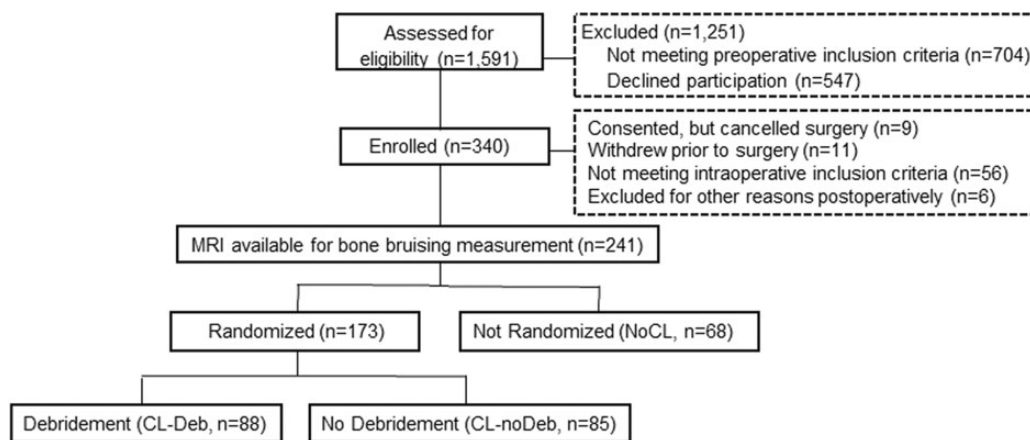 Assessed for
eligibility (n=1,591)
Excluded (n=1,251)
Not meeting preoperative inclusion criteria (n=704)
Declined participation (n=547)
Enrolled (n=340)
Consented, but cancelled surgery (n=9)
Withdrew prior to surgery (n=11)
Not meeting intraoperative inclusion criteria (n=56)
Excluded for other reasons postoperatively (n=6)
MRI available for bone bruising measurement (n=241)
Randomized (n=173)
Not Randomized (NoCL, n=68)
Debridement (CL-Deb, n=88)
No Debridement (CL-noDeb, n=85)